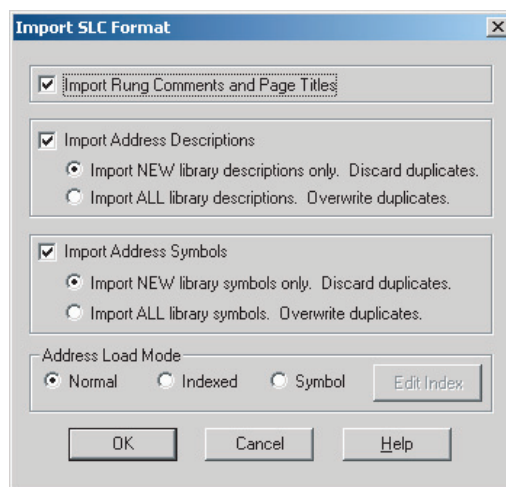 Import SLC Format
Import Rung Comments and Page Titles
Import Address Descriptions
Import NEW library descriptions only. Discard duplicates.
Import ALL library descriptions. Overwrite duplicates.
Import Address Symbols
Import NEW library symbols only. Discard duplicates.
Import ALL library symbols. Overwrite duplicates.
Address Load Mode
Normal Indexed Symbol Edit Index
OK Cancel Help